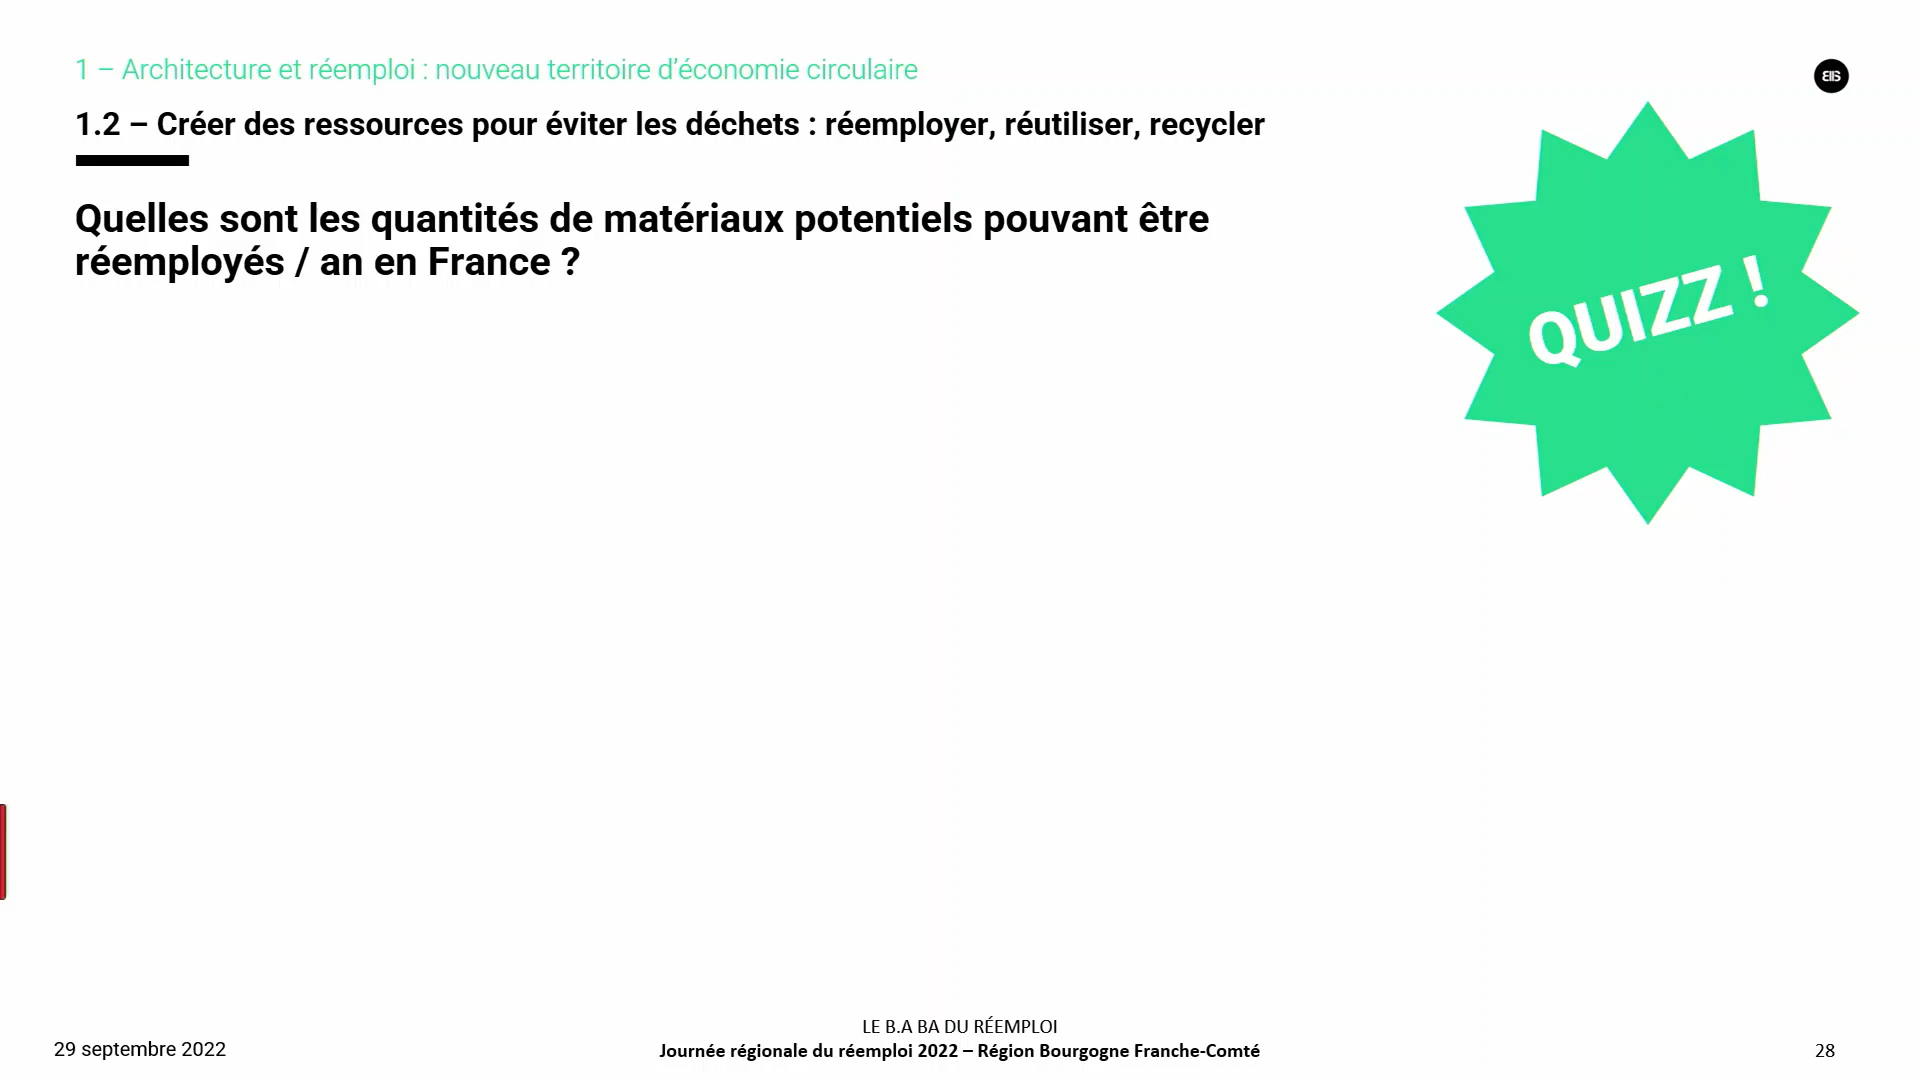 1 – Architecture et réemploi : nouveau territoire d’économie circulaire
1.2 – Créer des ressources pour éviter les déchets : réemployer, réutiliser, recycler
Quelles sont les quantités de matériaux potentiels pouvant être
réemployés / an en France ?
QUIZZ !
LE B.A BA DU RÉEMPLOI
29 septembre 2022
Journée régionale du réemploi 2022 – Région Bourgogne Franche-Comté
28